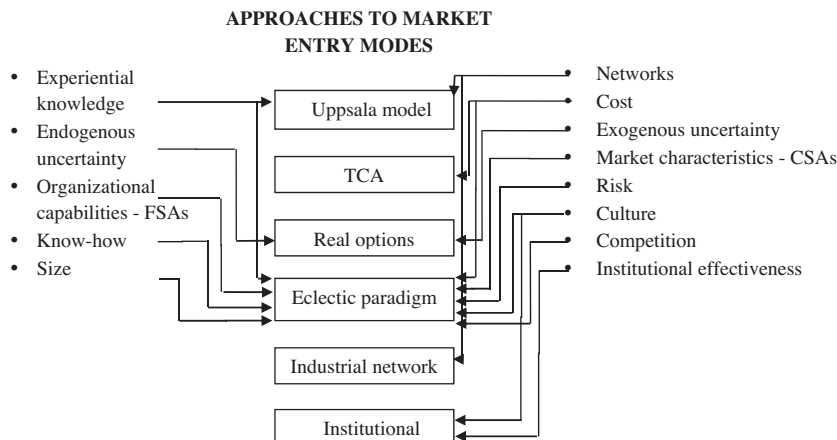 APPROACHES TO MARKET
ENTRY MODES
• Experiential
knowledge
• Endogenous
uncertainty
• Organizational
capabilities - FSAs
• Know-how
• Size
Uppsala model
TCA
Real options
Eclectic paradigm
Industrial network
Institutional
• Networks
• Cost
• Exogenous uncertainty
• Market characteristics - CSAs
• Risk
• Culture
• Competition
• Institutional effectiveness